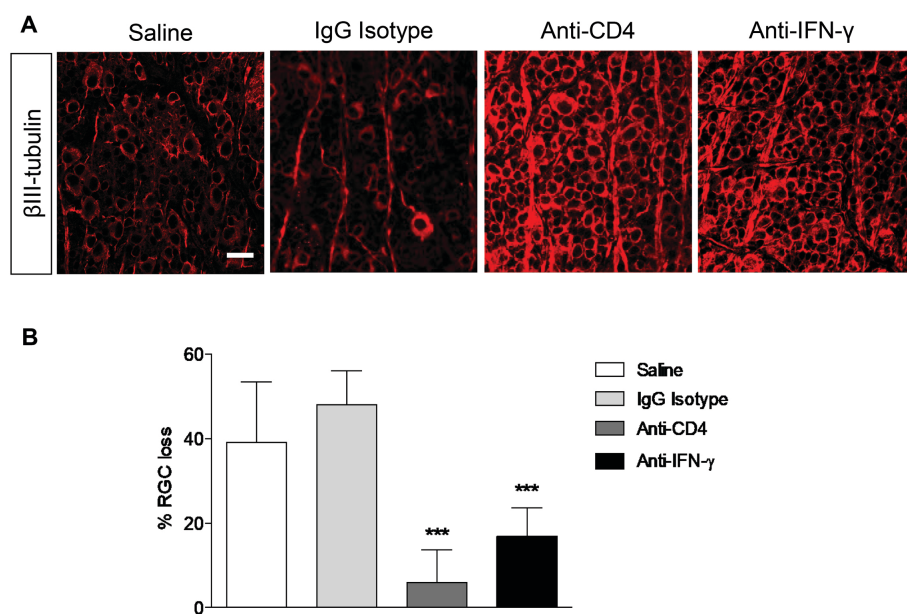 A
Saline
IgG Isotype
Anti-CD4
Anti-IFN-γ
βIII-tubulin
B
% RGC loss
60
40
20
0
***
***
Saline
IgG Isotype
Anti-CD4
Anti-IFN-γ